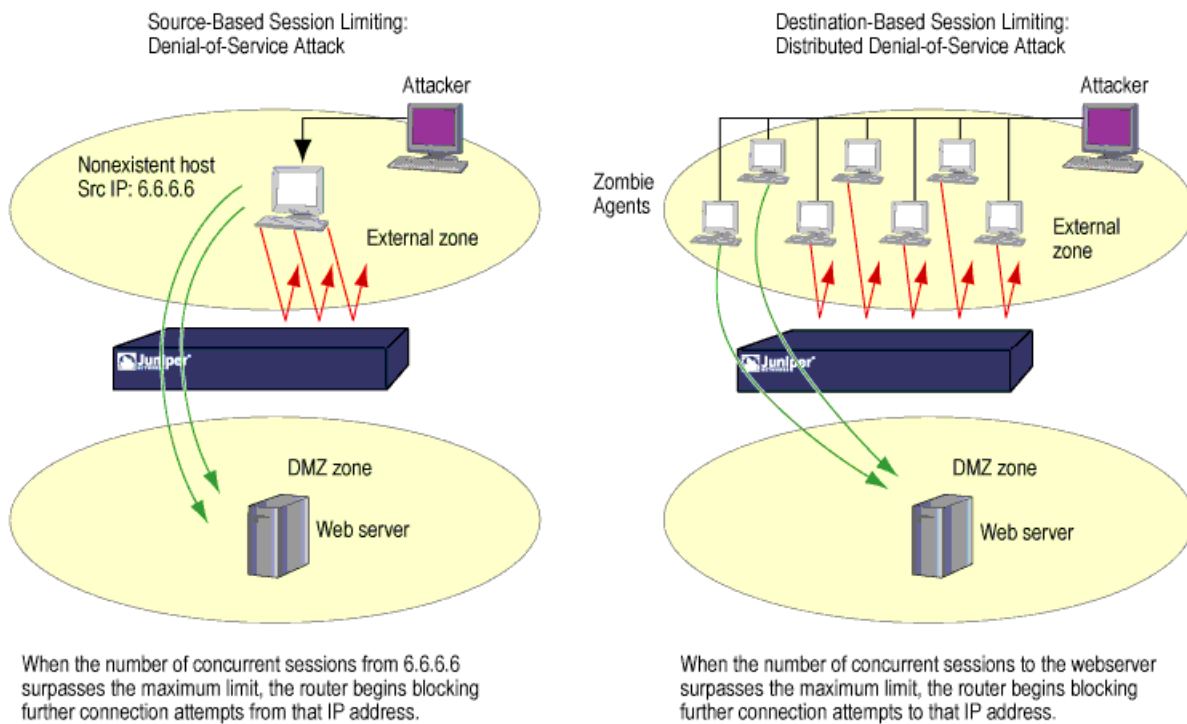 Source-Based Session Limiting:
Denial-of-Service Attack
Attacker
Nonexistent host
Src IP: 6.6.6.6
External zone
Juniper
NETWORKS
DMZ zone
Web server
When the number of concurrent sessions from 6.6.6.6
surpasses the maximum limit, the router begins blocking
further connection attempts from that IP address.
Destination-Based Session Limiting:
Distributed Denial-of-Service Attack
Attacker
Zombie
Agents
External
zone
Juniper
NETWORKS
DMZ zone
Web server
When the number of concurrent sessions to the webserver
surpasses the maximum limit, the router begins blocking
further connection attempts to that IP address.